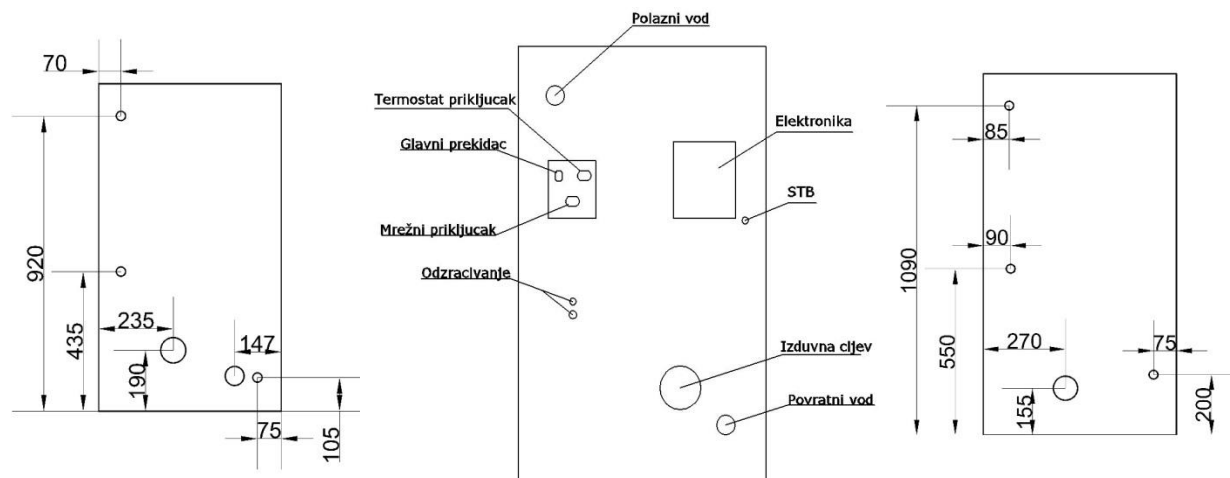 70
920
435
235
190
147
75
105
Polazni vod
Termostat prikljucak
Glavni prekidac
Mrežni prikljucak
Odzracivanje
Elektronika
STB
Izduvna cijev
Povratni vod
85
90
1090
550
270
155
75
200